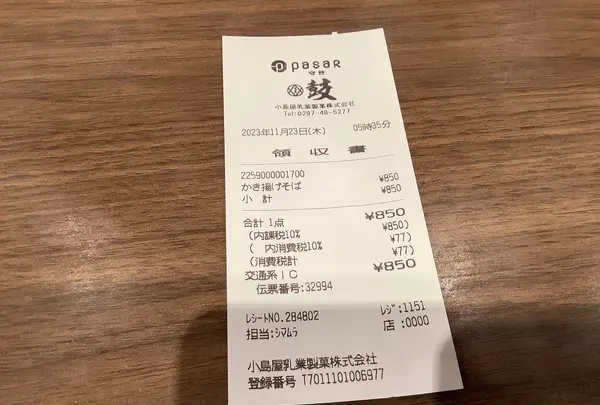 PASAR
守谷
鼓
小島屋乳業製菓株式会社
Tel:0297-48-5277
2023年11月23日(木) 05時35分
領収書
2259000001700
かき揚げそば ¥850
小 計 ¥850
合計 1点 ¥850
(内課税10% ¥850)
( 内消費税10% ¥77)
(消費税計 ¥77)
交通系IC ¥850
伝票番号:32994
レシートNO.284802 レジ:1151
担当:シマムラ 店:0000
小島屋乳業製菓株式会社
登録番号 T7011101006977